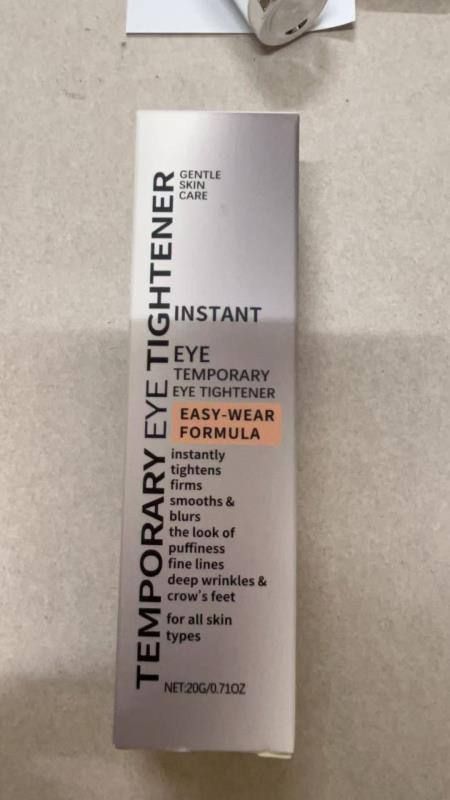 TEMPORARY EYE TIGHTENER
GENTLE
SKIN
CARE
INSTANT
EYE
TEMPORARY
EYE TIGHTENER
EASY-WEAR
FORMULA
instantly
tightens
firms
smooths &
blurs
the look of
puffiness
fine lines
deep wrinkles &
crow's feet
for all skin
types
NET:20G/0.71OZ